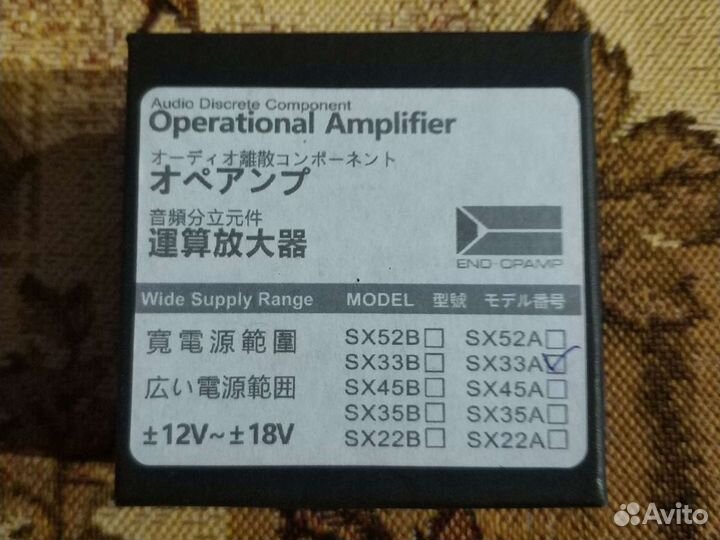 Audio Discrete Component
Operational Amplifier
オーディオ離散コンポーネント
オペアンプ
音頻分立元件
運算放大器
END-OPAMP
Wide Supply Range MODEL 型號 モデル番号
寬電源範圍 SX52B□ SX52A□
SX33B□ SX33A☑
広い電源範囲 SX45B□ SX45A□
SX35B□ SX35A□
±12V~±18V SX22B□ SX22A□
Avito